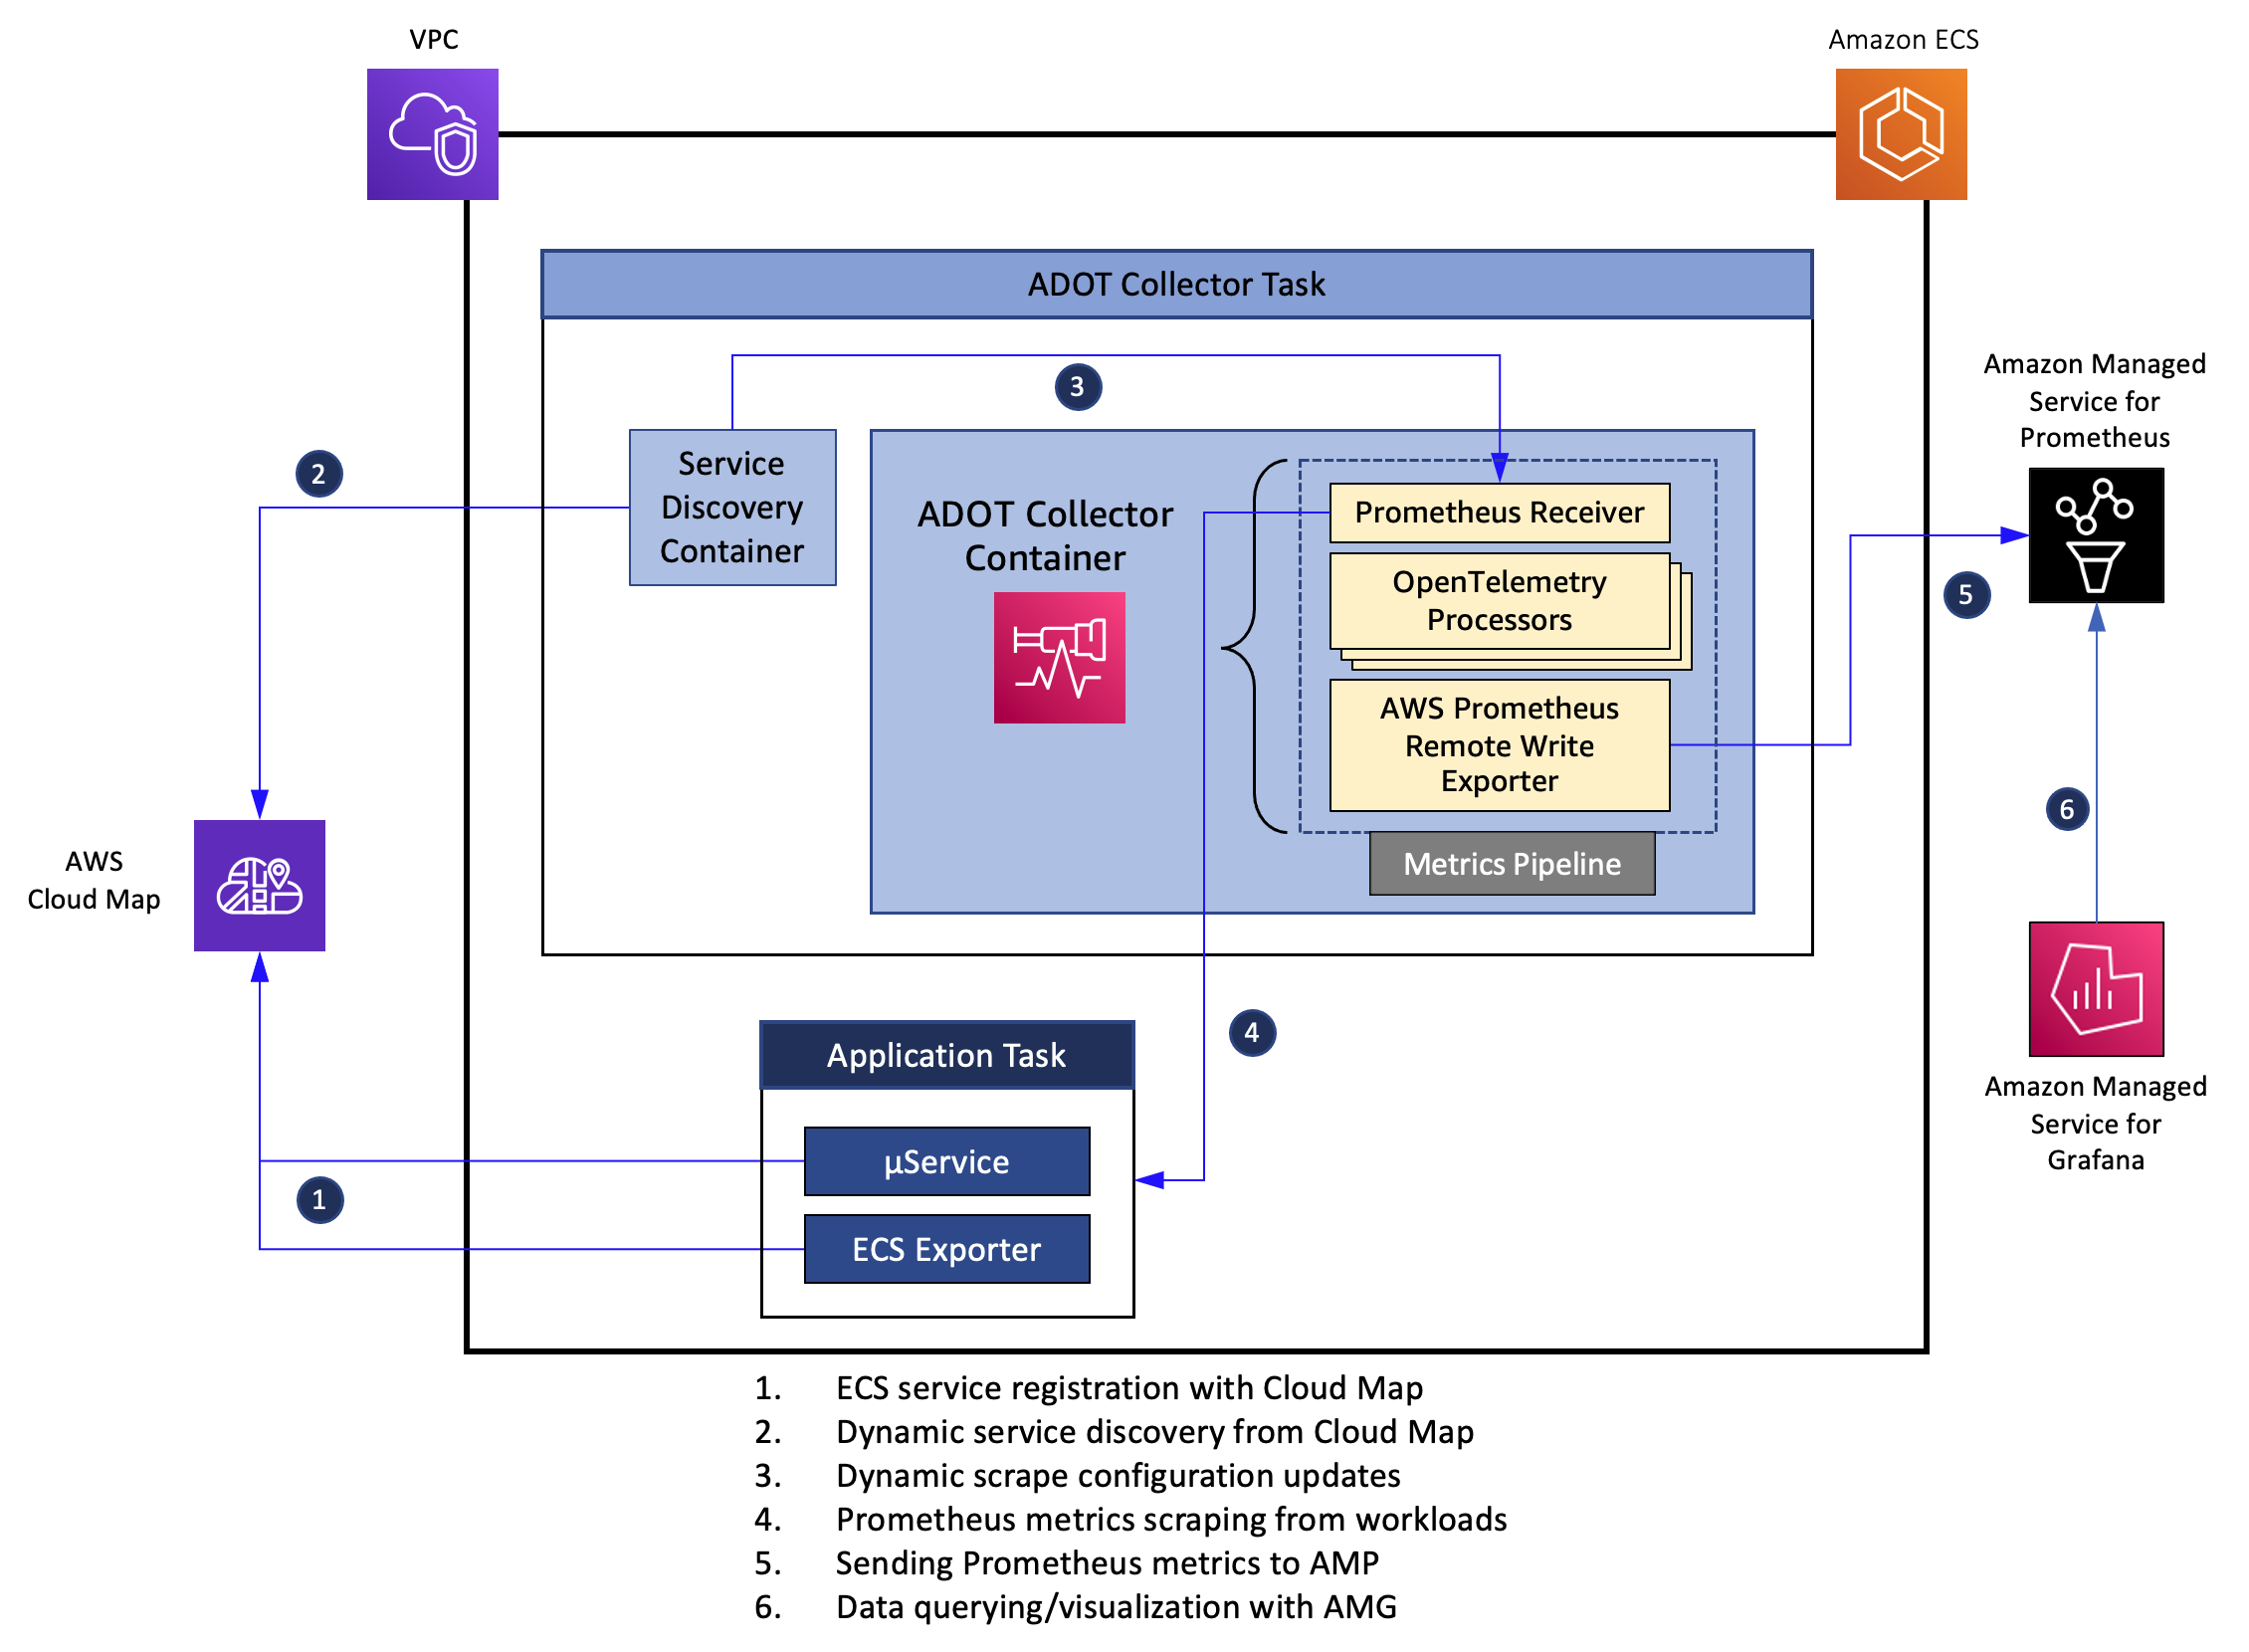 VPC
Amazon ECS
ADOT Collector Task
3
Amazon Managed
Service for
Prometheus
2
Service
Discovery
Container
ADOT Collector
Container
Prometheus Receiver
OpenTelemetry
Processors
5
AWS Prometheus
Remote Write
Exporter
6
Metrics Pipeline
AWS
Cloud Map
4
Application Task
Amazon Managed
Service for
Grafana
µService
1
ECS Exporter
1. ECS service registration with Cloud Map
2. Dynamic service discovery from Cloud Map
3. Dynamic scrape configuration updates
4. Prometheus metrics scraping from workloads
5. Sending Prometheus metrics to AMP
6. Data querying/visualization with AMG